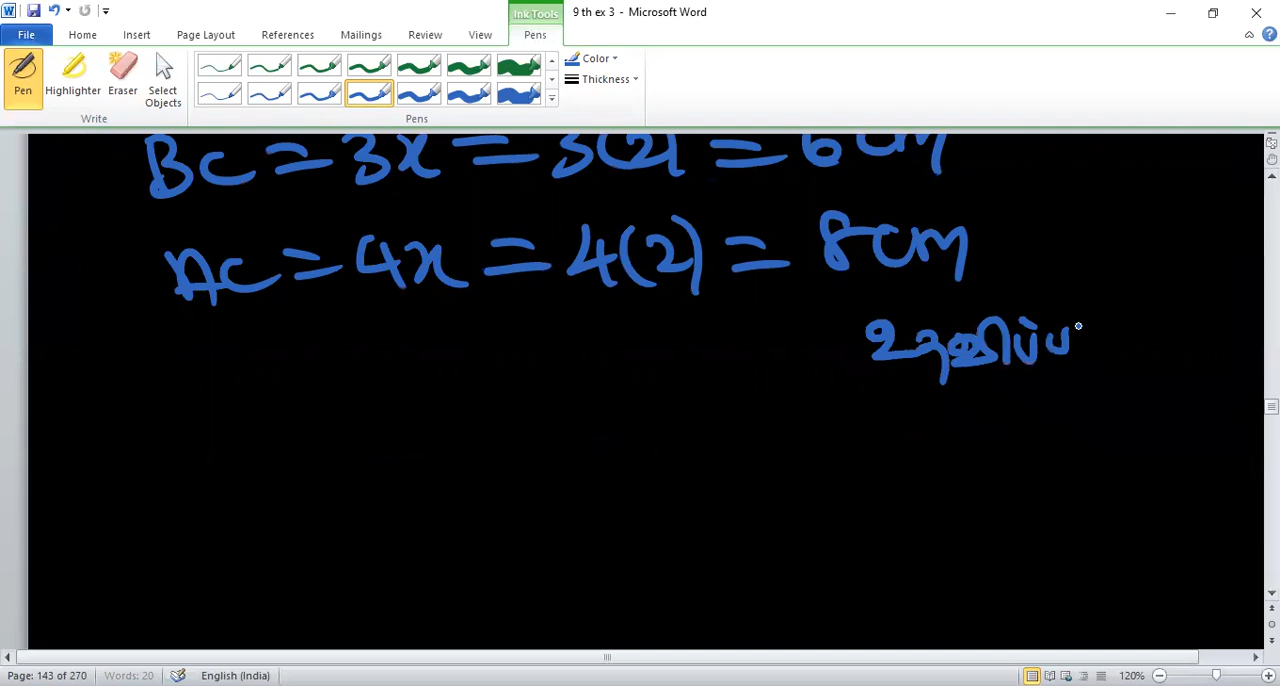 Ink Tools
9 th ex 3 - Microsoft Word
File Home Insert Page Layout References Mailings Review View Pens
Pen Highlighter Eraser Select Objects
Color
Thickness
Write Pens
BC = 3x = 3(2) = 6cm
AC = 4x = 4(2) = 8cm
Page: 143 of 270 Words: 20 English (India) 120%